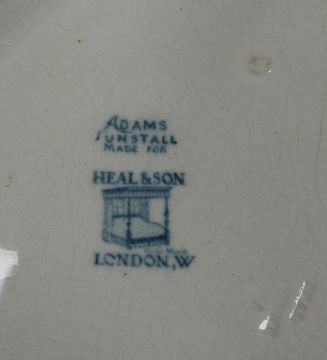 ADAMS
TUNSTALL
MADE FOR
HEAL & SON
LONDON, W